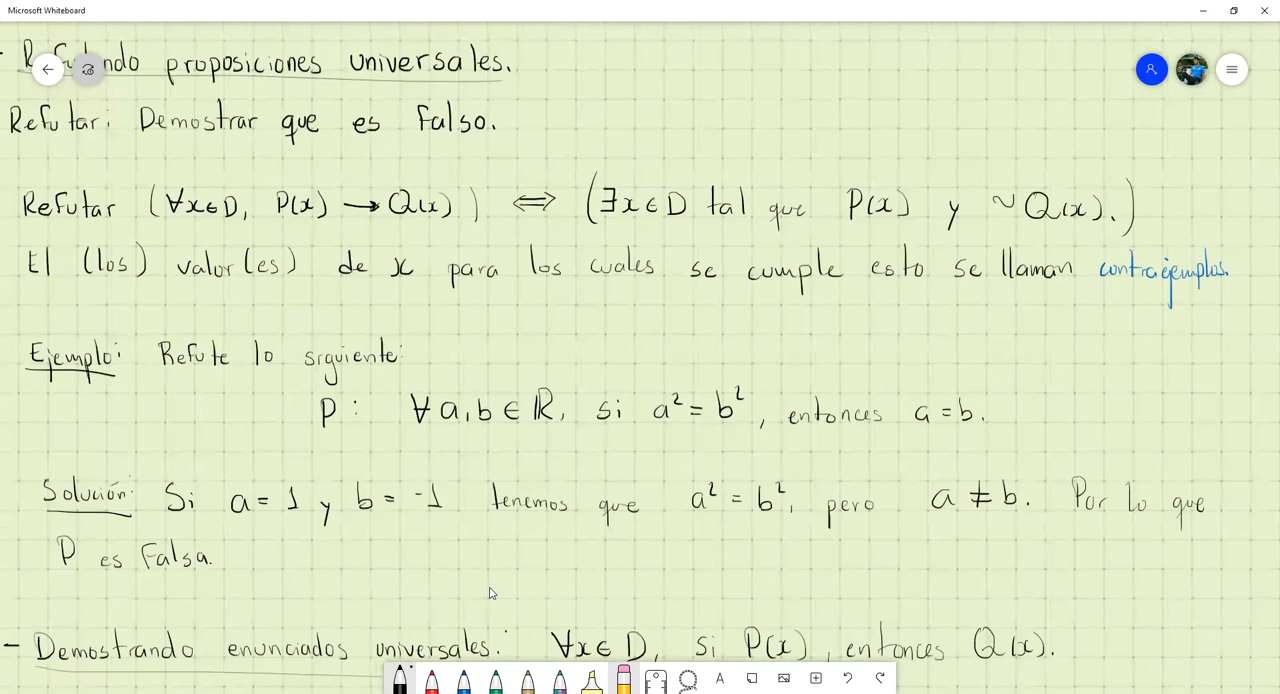 Microsoft Whiteboard
- Refutando proposiciones universales.
Refutar: Demostrar que es falso.
Refutar (∀x∈D, P(x) → Q(x)) ⟺ (∃x∈D tal que P(x) y ~Q(x).)
El (los) valor(es) de x para los cuales se cumple esto se llaman contraejemplos.
Ejemplo: Refute lo siguiente:
P: ∀a,b∈ℝ, si a²=b², entonces a=b.
Solución: Si a=1 y b=-1 tenemos que a²=b², pero a≠b. Por lo que
P es Falsa.
- Demostrando enunciados universales: ∀x∈D, si P(x), entonces Q(x).